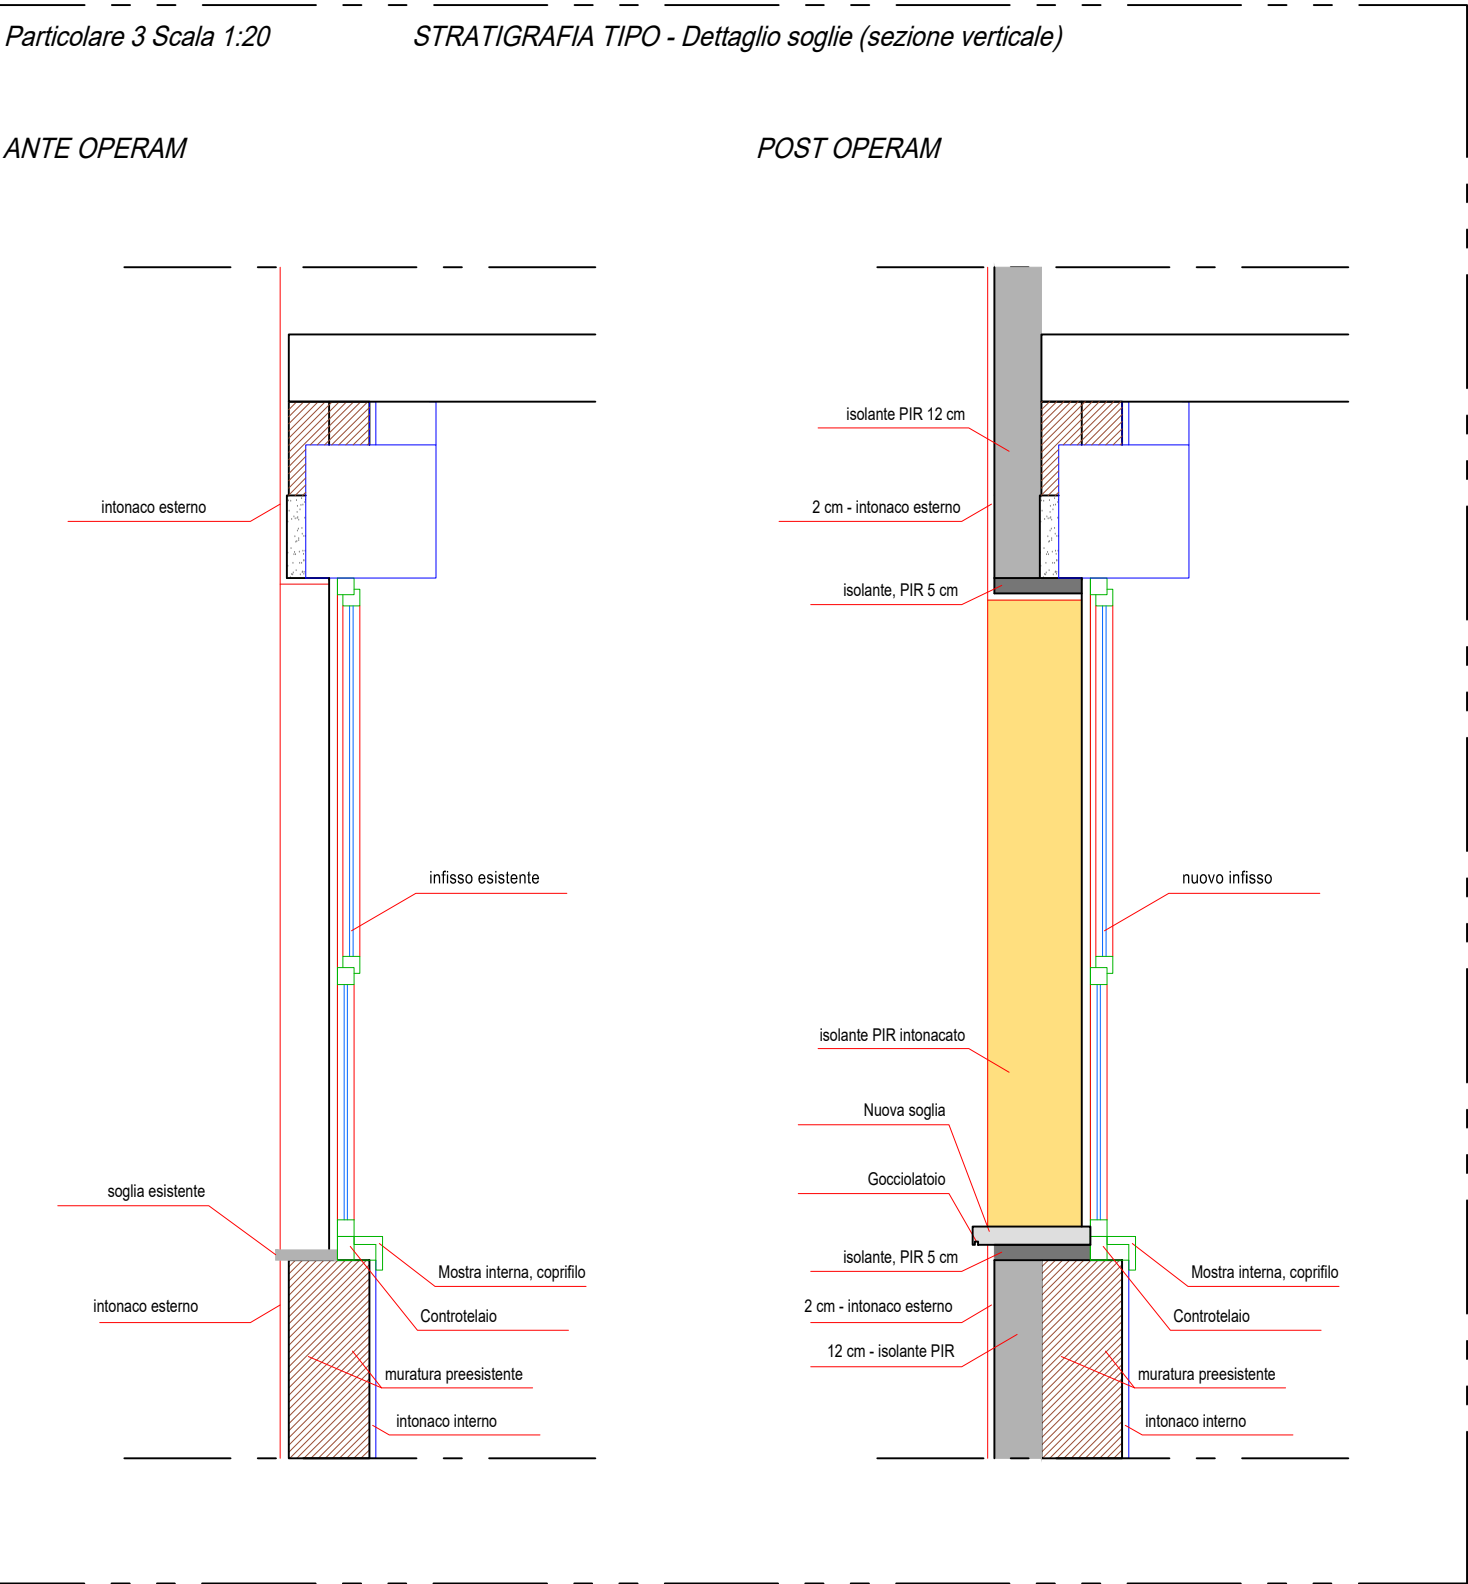 Particolare 3 Scala 1:20
STRATIGRAFIA TIPO - Dettaglio soglie (sezione verticale)
ANTE OPERAM
intonaco esterno
infisso esistente
soglia esistente
Mostra interna, coprifilo
intonaco esterno
Controtelaio
muratura preesistente
intonaco interno
POST OPERAM
isolante PIR 12 cm
2 cm - intonaco esterno
isolante, PIR 5 cm
nuovo infisso
isolante PIR intonacato
Nuova soglia
Gocciolatoio
isolante, PIR 5 cm
Mostra interna, coprifilo
2 cm - intonaco esterno
Controtelaio
12 cm - isolante PIR
muratura preesistente
intonaco interno